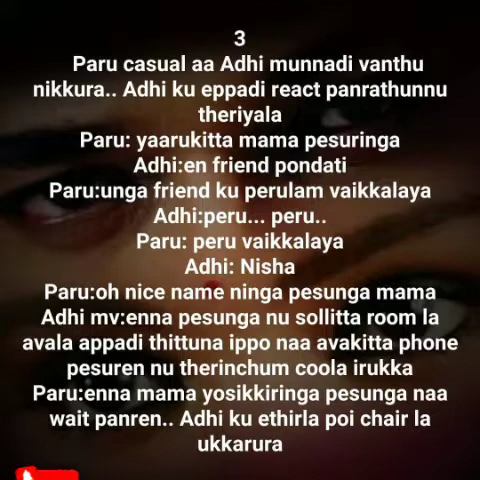 3
Paru casual aa Adhi munnadi vanthu
nikkura.. Adhi ku eppadi react panrathunnu
theriyala
Paru: yaarukitta mama pesuringa
Adhi:en friend pondati
Paru:unga friend ku perulam vaikkalaya
Adhi:peru... peru..
Paru: peru vaikkalaya
Adhi: Nisha
Paru:oh nice name ninga pesunga mama
Adhi mv:enna pesunga nu sollitta room la
avala appadi thittuna ippo naa avakitta phone
pesuren nu therinchum coola irukka
Paru:enna mama yosikkiringa pesunga naa
wait panren.. Adhi ku ethirla poi chair la
ukkarura